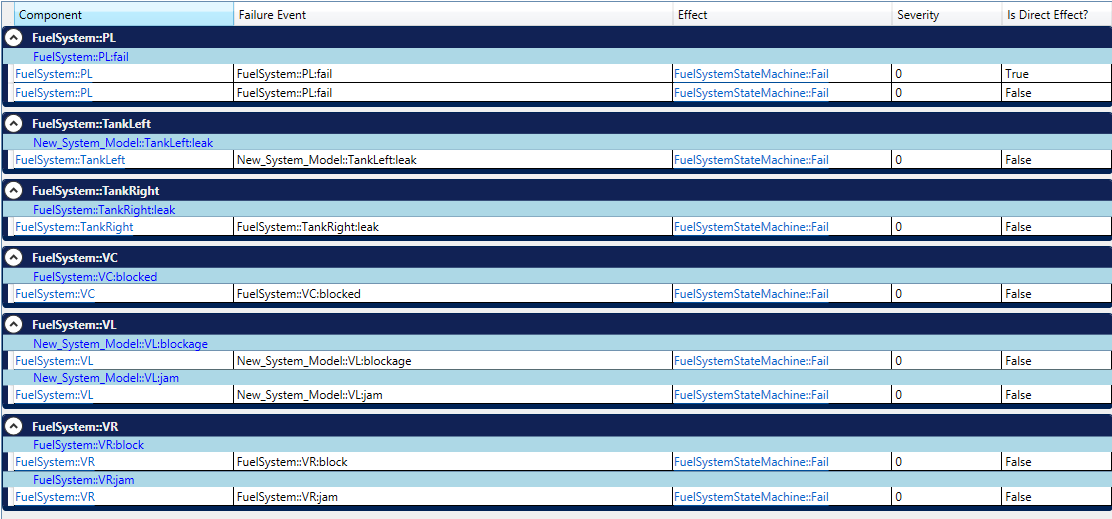 Component Failure Event Effect Severity Is Direct Effect?
FuelSystem::PL
FuelSystem::PL:fail
FuelSystem::PL FuelSystem::PL:fail FuelSystemStateMachine::Fail 0 True
FuelSystem::PL FuelSystem::PL:fail FuelSystemStateMachine::Fail 0 False
FuelSystem::TankLeft
New_System_Model::TankLeft:leak
FuelSystem::TankLeft New_System_Model::TankLeft:leak FuelSystemStateMachine::Fail 0 False
FuelSystem::TankRight
FuelSystem::TankRight:leak
FuelSystem::TankRight FuelSystem::TankRight:leak FuelSystemStateMachine::Fail 0 False
FuelSystem::VC
FuelSystem::VC:blocked
FuelSystem::VC FuelSystem::VC:blocked FuelSystemStateMachine::Fail 0 False
FuelSystem::VL
New_System_Model::VL:blockage
FuelSystem::VL New_System_Model::VL:blockage FuelSystemStateMachine::Fail 0 False
New_System_Model::VL:jam
FuelSystem::VL New_System_Model::VL:jam FuelSystemStateMachine::Fail 0 False
FuelSystem::VR
FuelSystem::VR:block
FuelSystem::VR FuelSystem::VR:block FuelSystemStateMachine::Fail 0 False
FuelSystem::VR:jam
FuelSystem::VR FuelSystem::VR:jam FuelSystemStateMachine::Fail 0 False